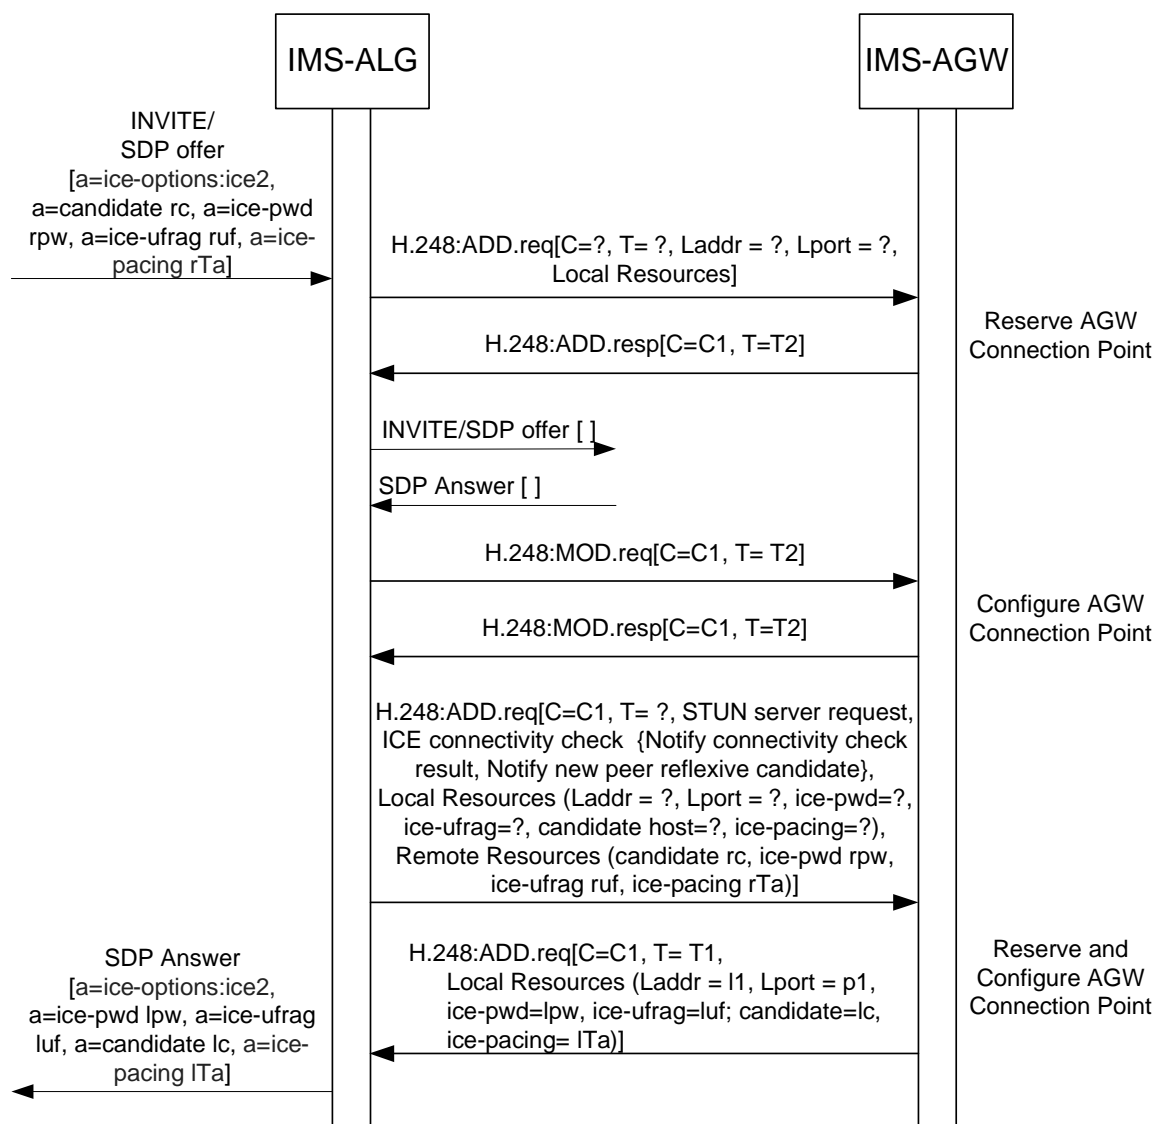 IMS-ALG
IMS-AGW
INVITE/
SDP offer
[a=ice-options:ice2,
a=candidate rc, a=ice-pwd
rpw, a=ice-ufrag ruf, a=ice-
pacing rTa]
H.248:ADD.req[C=?, T= ?, Laddr = ?, Lport = ?,
Local Resources]
Reserve AGW
Connection Point
H.248:ADD.resp[C=C1, T=T2]
INVITE/SDP offer [ ]
SDP Answer [ ]
H.248:MOD.req[C=C1, T= T2]
Configure AGW
Connection Point
H.248:MOD.resp[C=C1, T=T2]
H.248:ADD.req[C=C1, T= ?, STUN server request,
ICE connectivity check  {Notify connectivity check
result, Notify new peer reflexive candidate},
Local Resources (Laddr = ?, Lport = ?, ice-pwd=?,
ice-ufrag=?, candidate host=?, ice-pacing=?),
Remote Resources (candidate rc, ice-pwd rpw,
ice-ufrag ruf, ice-pacing rTa)]
Reserve and
Configure AGW
Connection Point
H.248:ADD.req[C=C1, T= T1,
Local Resources (Laddr = l1, Lport = p1,
ice-pwd=lpw, ice-ufrag=luf; candidate=lc,
ice-pacing= lTa)]
SDP Answer
[a=ice-options:ice2,
a=ice-pwd lpw, a=ice-ufrag
luf, a=candidate lc, a=ice-
pacing lTa]